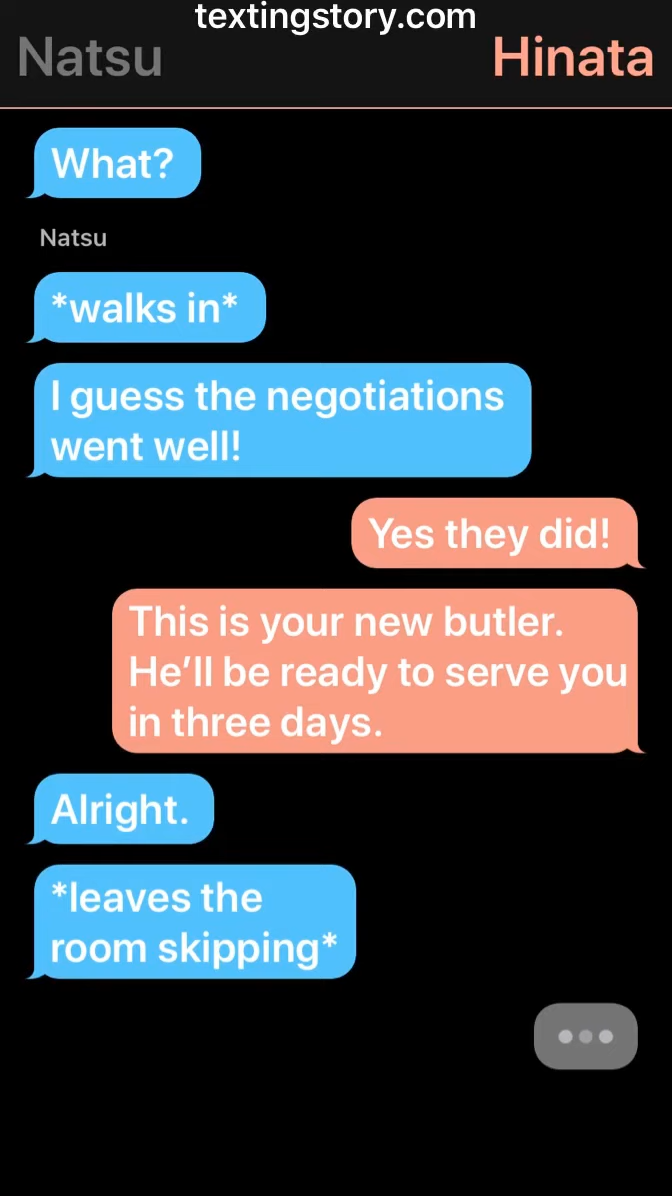 textingstory.com
Natsu
Hinata
What?
Natsu
*walks in*
I guess the negotiations
went well!
Yes they did!
This is your new butler.
He’ll be ready to serve you
in three days.
Alright.
*leaves the
room skipping*